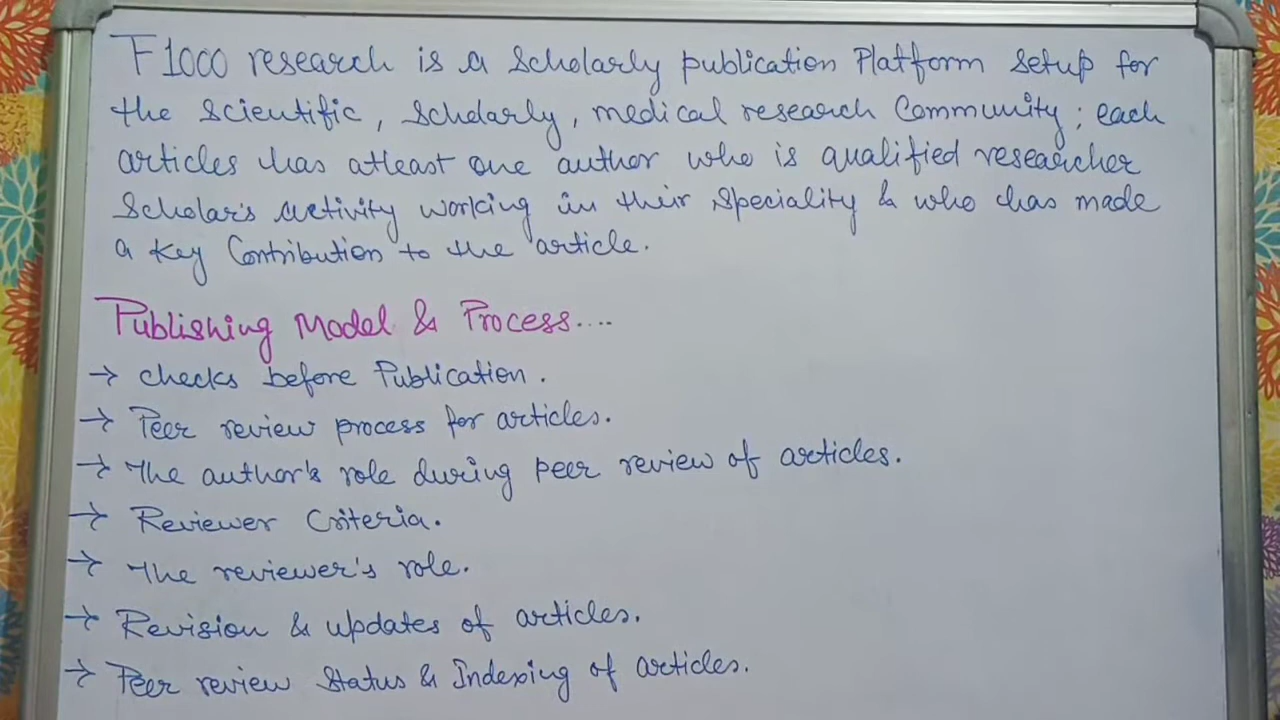 F1000 research is a Scholarly publication Platform Setup for
the Scientific, Scholarly, medical research Community; each
articles has atleast one author who is qualified researcher
Scholar's activity working in their Speciality & who has made
a Key Contribution to the article.
Publishing Model & Process....
→ Checks before Publication.
→ Peer review process for articles.
→ The author's role during peer review of articles.
→ Reviewer Criteria.
→ The reviewer's role.
→ Revision & updates of articles.
→ Peer review Status & Indexing of articles.